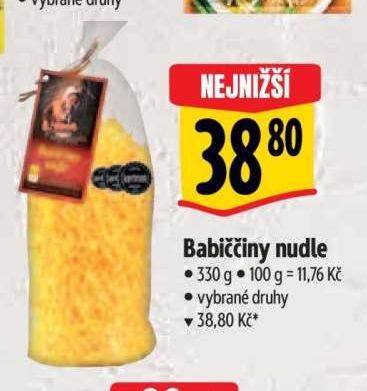 • vybrané druhy
NEJNIŽŠÍ
38 80
Babiččiny nudle
• 330 g • 100 g = 11,76 Kč
• vybrané druhy
▼ 38,80 Kč*